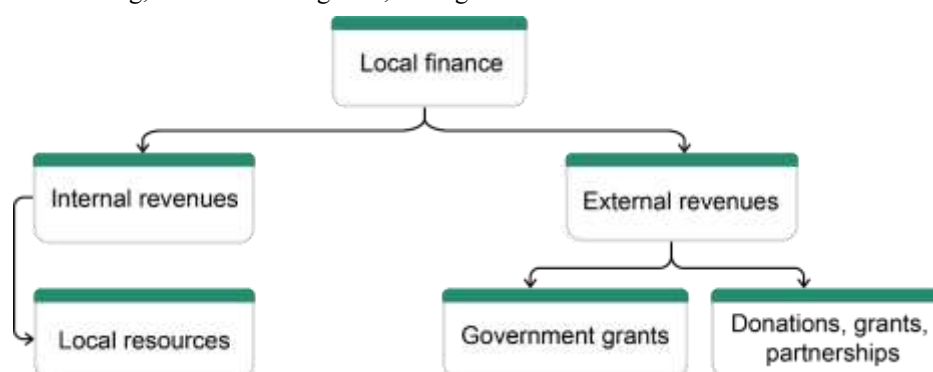 Local finance
Internal revenues
External revenues
Local resources
Government grants
Donations, grants,
partnerships